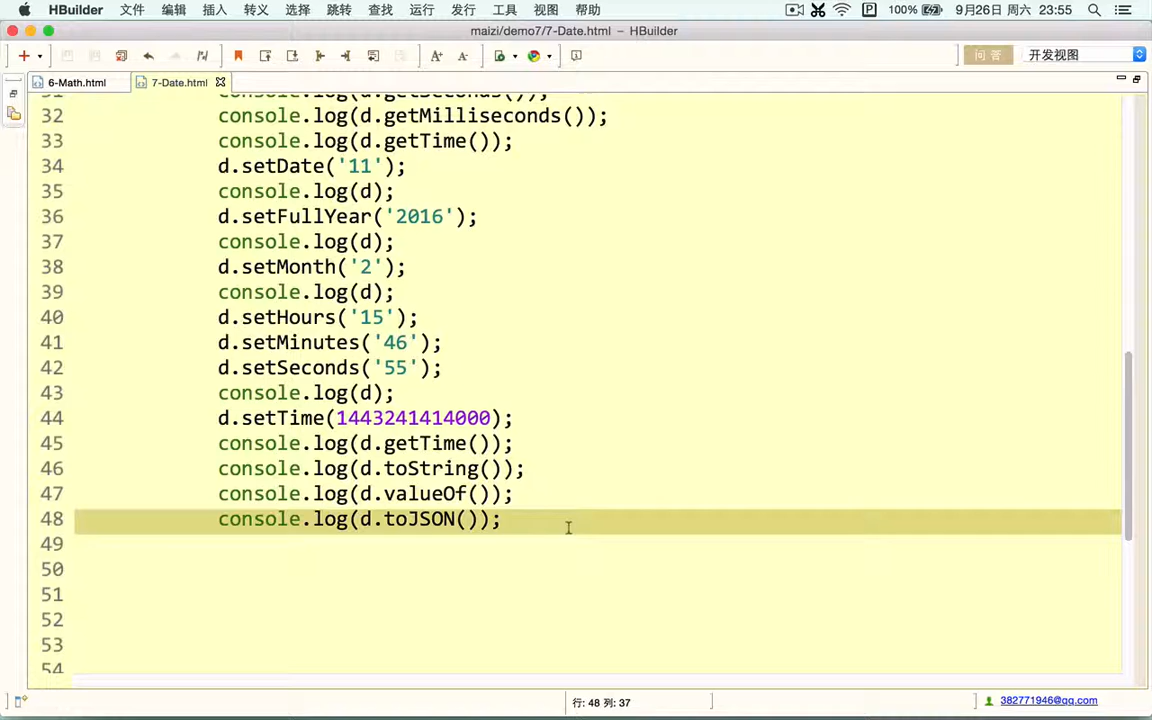 HBuilder 文件 编辑 插入 转义 选择 跳转 查找 运行 发行 工具 视图 帮助 100% 9月26日 周六 23:55
maizi/demo7/7-Date.html — HBuilder
问答 开发视图
6-Math.html 7-Date.html
31 console.log(d.getSeconds());
32 console.log(d.getMilliseconds());
33 console.log(d.getTime());
34 d.setDate('11');
35 console.log(d);
36 d.setFullYear('2016');
37 console.log(d);
38 d.setMonth('2');
39 console.log(d);
40 d.setHours('15');
41 d.setMinutes('46');
42 d.setSeconds('55');
43 console.log(d);
44 d.setTime(1443241414000);
45 console.log(d.getTime());
46 console.log(d.toString());
47 console.log(d.valueOf());
48 console.log(d.toJSON());
49
50
51
52
53
54
行: 48 列: 37 382771946@qq.com